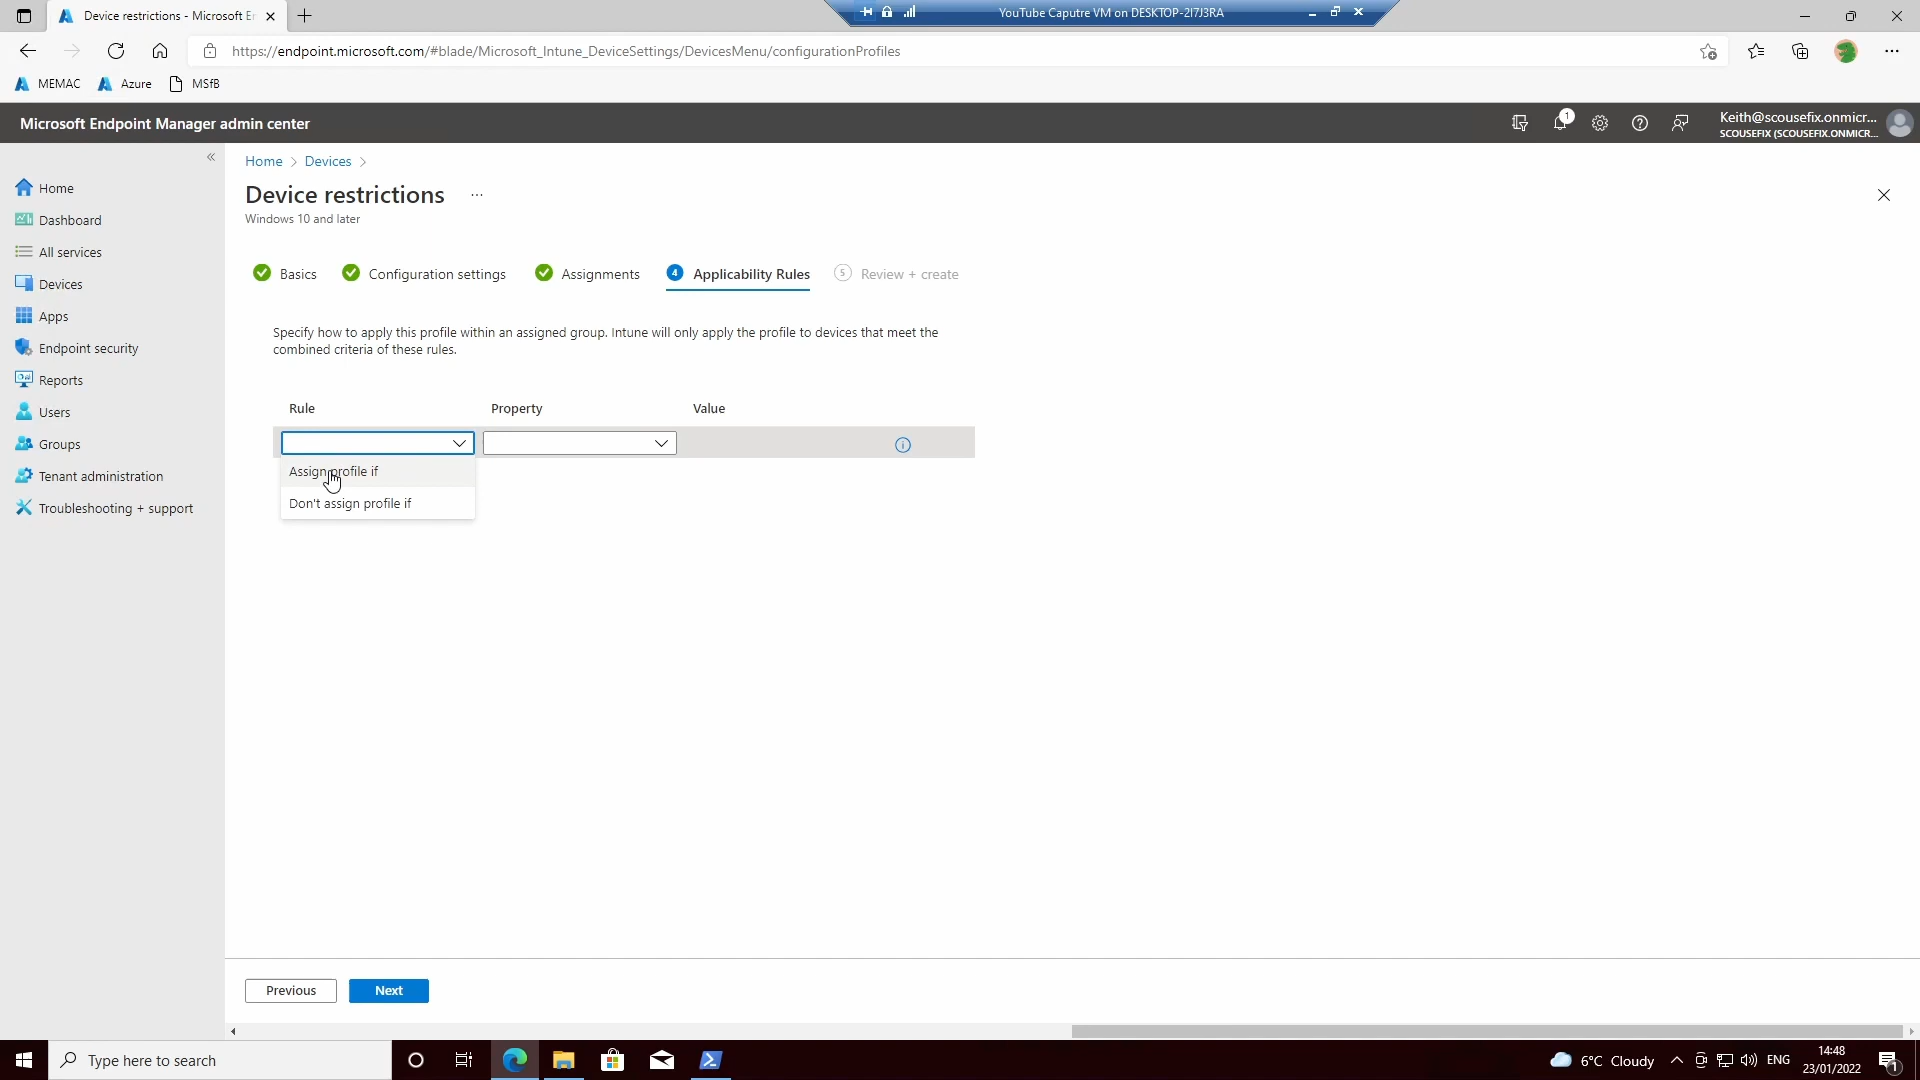 Device restrictions - Microsoft Er
YouTube Caputre VM on DESKTOP-2I7J3RA
https://endpoint.microsoft.com/#blade/Microsoft_Intune_DeviceSettings/DevicesMenu/configurationProfiles
MEMAC
Azure
MSfB
Microsoft Endpoint Manager admin center
1
Keith@scousefix.onmicr...
SCOUSEFIX (SCOUSEFIX.ONMICR...
Home
Dashboard
All services
Devices
Apps
Endpoint security
Reports
Users
Groups
Tenant administration
Troubleshooting + support
Home > Devices >
Device restrictions ...
Windows 10 and later
Basics
Configuration settings
Assignments
4 Applicability Rules
5 Review + create
Specify how to apply this profile within an assigned group. Intune will only apply the profile to devices that meet the
combined criteria of these rules.
Rule
Property
Value
Assign profile if
Don't assign profile if
Previous
Next
Type here to search
6°C Cloudy
ENG
14:48
23/01/2022
1